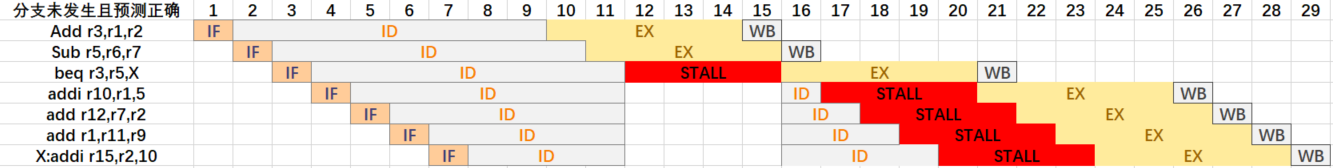 分支未发生且预测正确 1 2 3 4 5 6 7 8 9 10 11 12 13 14 15 16 17 18 19 20 21 22 23 24 25 26 27 28 29
Add r3,r1,r2 IF ID EX WB
Sub r5,r6,r7 IF ID EX WB
beq r3,r5,X IF ID STALL EX WB
addi r10,r1,5 IF ID ID STALL EX WB
add r12,r7,r2 IF ID ID STALL EX WB
add r1,r11,r9 IF ID ID STALL EX WB
X:addi r15,r2,10 IF ID ID STALL EX WB